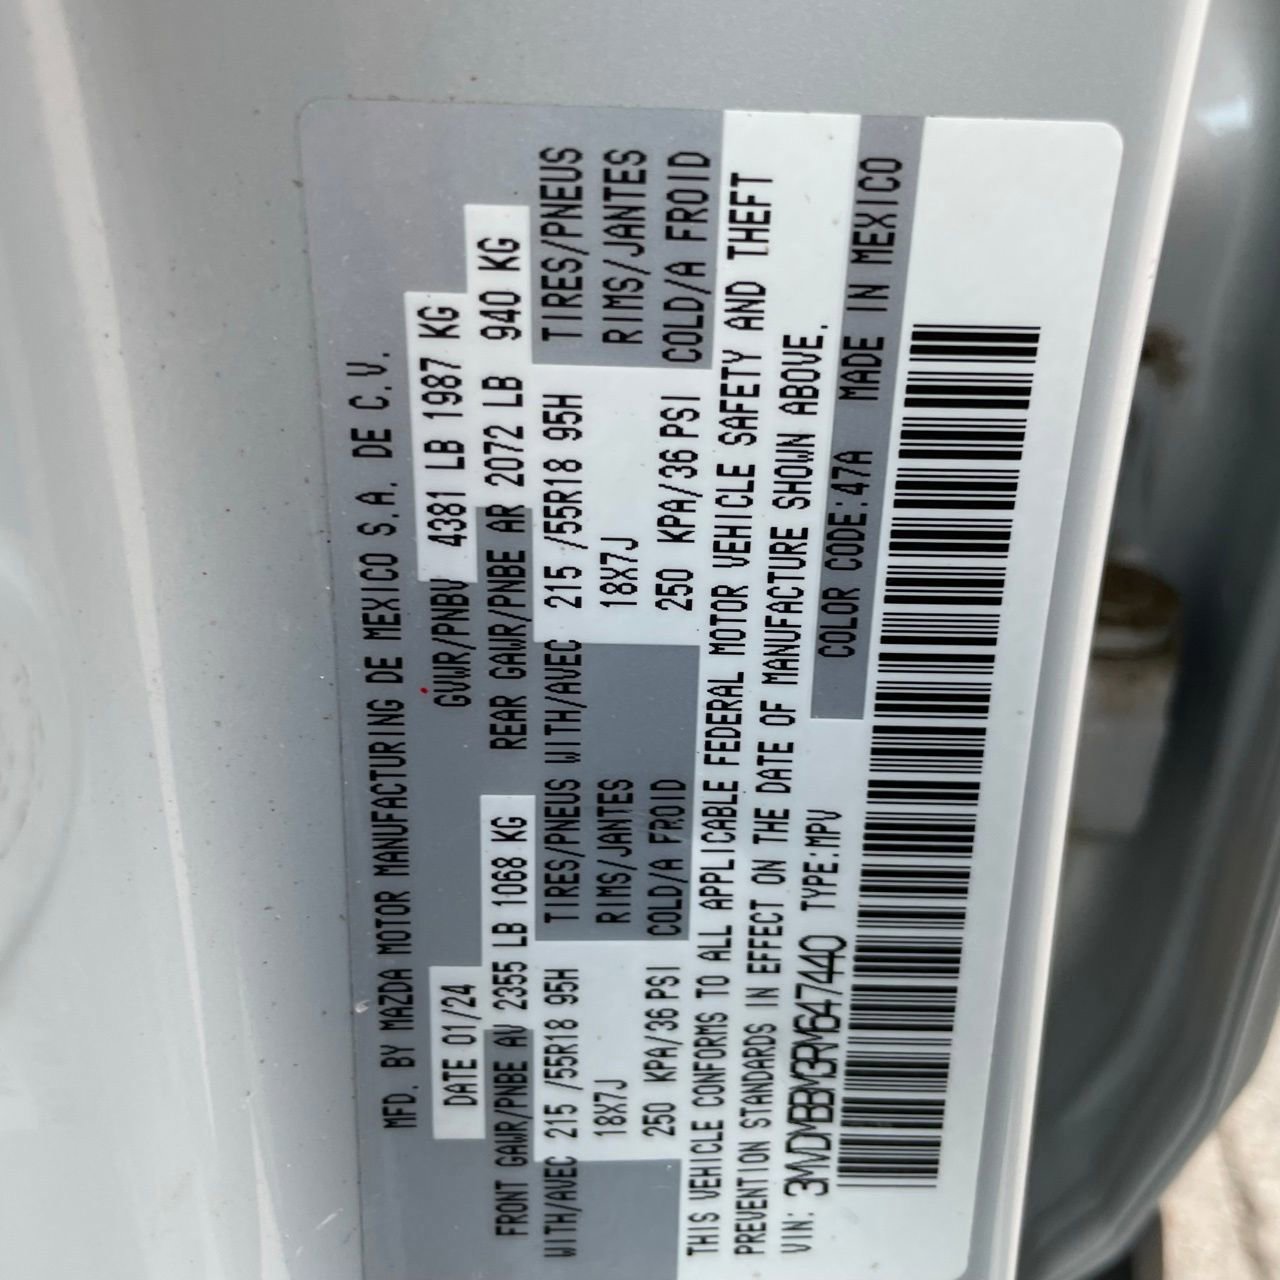 MFD. BY MAZDA MOTOR MANUFACTURING DE MEXICO S.A. DE C.V.
DATE 01/24 GVWR/PNBV 4381 LB 1987 KG
FRONT GAWR/PNBE AV 2355 LB 1068 KG REAR GAWR/PNBE AR 2072 LB 940 KG
WITH/AVEC 215 /55R18 95H TIRES/PNEUS WITH/AVEC 215 /55R18 95H TIRES/PNEUS
18X7J RIMS/JANTES 18X7J RIMS/JANTES
250 KPA/36 PSI COLD/A FROID 250 KPA/36 PSI COLD/A FROID
THIS VEHICLE CONFORMS TO ALL APPLICABLE FEDERAL MOTOR VEHICLE SAFETY AND THEFT
PREVENTION STANDARDS IN EFFECT ON THE DATE OF MANUFACTURE SHOWN ABOVE.
VIN: 3MVDMBBM3RM647440 TYPE:MPV COLOR CODE:47A MADE IN MEXICO